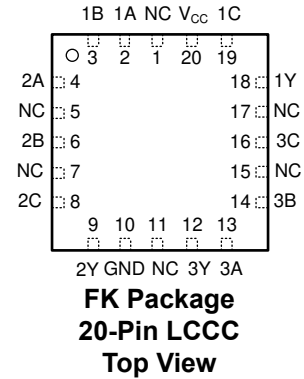 1B 1A NC VCC 1C
3 2 1 20 19
2A 4 18 1Y
NC 5 17 NC
2B 6 16 3C
NC 7 15 NC
2C 8 14 3B
9 10 11 12 13
2Y GND NC 3Y 3A
FK Package
20-Pin LCCC
Top View